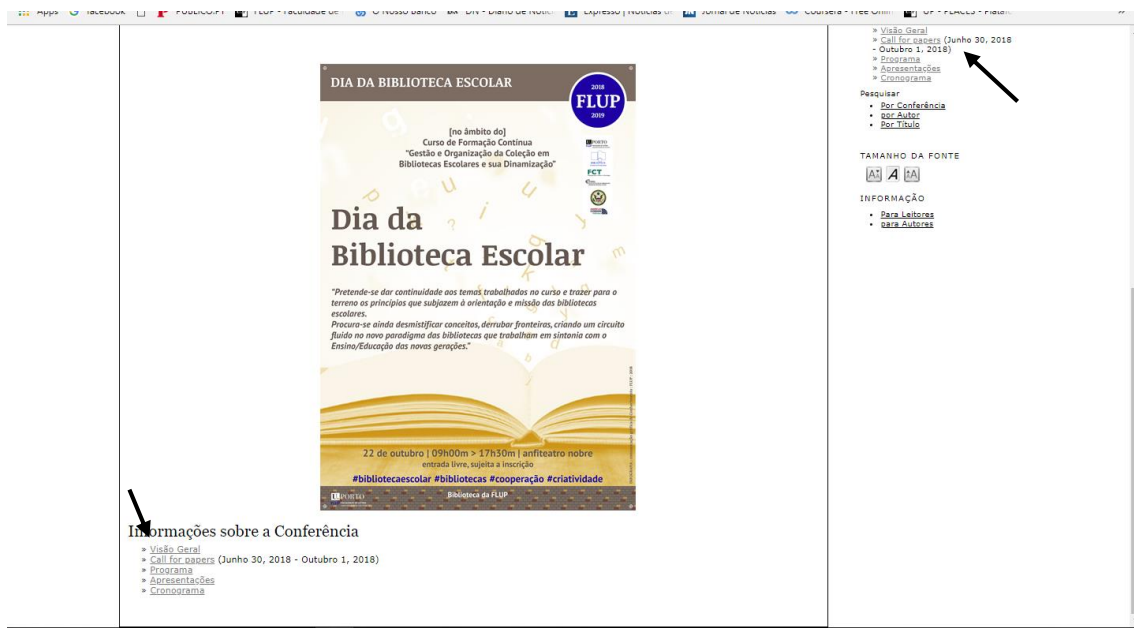 Apps
facebook
PÚBLICO.PT
FLUP - Faculdade de
O Nosso Banco
DN - Diário de Notíc
Expresso | Notícias d
Jornal de Notícias
Coursera - Free Onlin
UP - PLACES - Plataf
»
DIA DA BIBLIOTECA ESCOLAR
2018
FLUP
2019
[no âmbito do]
Curso de Formação Contínua
"Gestão e Organização da Coleção em
Bibliotecas Escolares e sua Dinamização"
U.PORTO
FCT
Dia da
Biblioteca Escolar
"Pretende-se dar continuidade aos temas trabalhados no curso e trazer para o
terreno os princípios que subjazem à orientação e missão das bibliotecas
escolares.
Procura-se ainda desmistificar conceitos, derrubar fronteiras, criando um circuito
fluido no novo paradigma das bibliotecas que trabalham em sintonia com o
Ensino/Educação das novas gerações."
22 de outubro | 09h00m > 17h30m | anfiteatro nobre
entrada livre, sujeita a inscrição
#bibliotecaescolar #bibliotecas #cooperação #criatividade
U.PORTO
Biblioteca da FLUP
Informações sobre a Conferência
» Visão Geral
» Call for papers (Junho 30, 2018 - Outubro 1, 2018)
» Programa
» Apresentações
» Cronograma
» Visão Geral
» Call for papers (Junho 30, 2018
- Outubro 1, 2018)
» Programa
» Apresentações
» Cronograma
Pesquisar
• Por Conferência
• por Autor
• Por Título
TAMANHO DA FONTE
A A A
INFORMAÇÃO
• Para Leitores
• para Autores